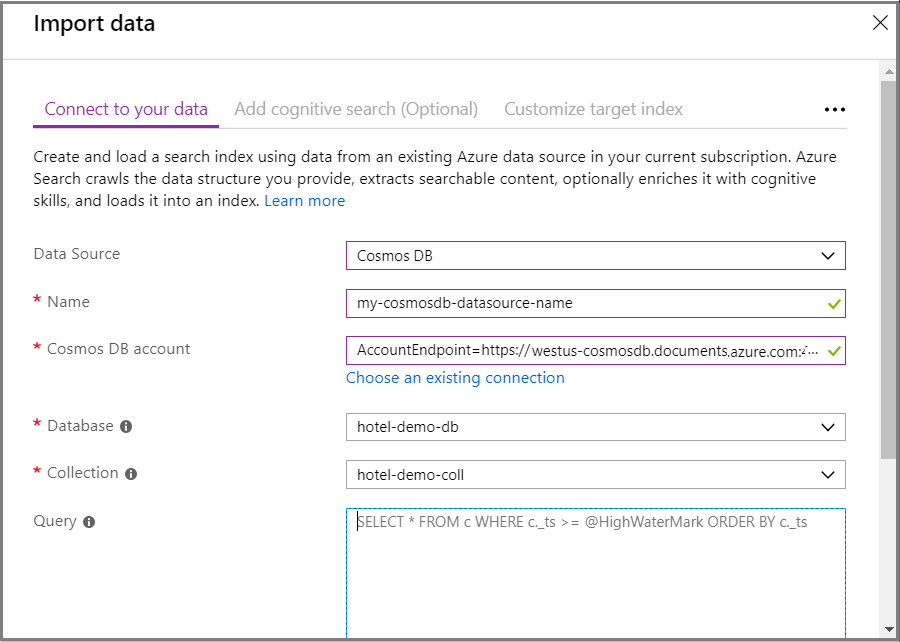 Import data
Connect to your data
Add cognitive search (Optional)
Customize target index
Create and load a search index using data from an existing Azure data source in your current subscription. Azure
Search crawls the data structure you provide, extracts searchable content, optionally enriches it with cognitive
skills, and loads it into an index. Learn more
Data Source
Cosmos DB
* Name
my-cosmosdb-datasource-name
* Cosmos DB account
AccountEndpoint=https://westus-cosmosdb.documents.azure.com:...
Choose an existing connection
* Database
hotel-demo-db
* Collection
hotel-demo-coll
Query
SELECT * FROM c WHERE c._ts >= @HighWaterMark ORDER BY c._ts